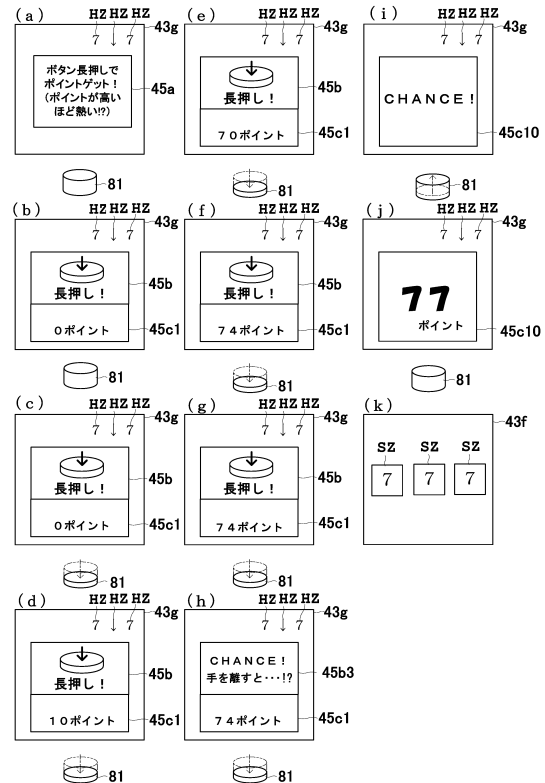 (a)
HZ HZ HZ
7 ↓ 7
43g
ボタン長押しで
ポイントゲット！
(ポイントが高い
ほど熱い!?)
45a
81
(b)
HZ HZ HZ
7 ↓ 7
43g
長押し！
45b
0ポイント
45c1
81
(c)
HZ HZ HZ
7 ↓ 7
43g
長押し！
45b
0ポイント
45c1
81
(d)
HZ HZ HZ
7 ↓ 7
43g
長押し！
45b
10ポイント
45c1
81
(e)
HZ HZ HZ
7 ↓ 7
43g
長押し！
45b
70ポイント
45c1
81
(f)
HZ HZ HZ
7 ↓ 7
43g
長押し！
45b
74ポイント
45c1
81
(g)
HZ HZ HZ
7 ↓ 7
43g
長押し！
45b
74ポイント
45c1
81
(h)
HZ HZ HZ
7 ↓ 7
43g
CHANCE！
手を離すと・・・!?
45b3
74ポイント
45c1
81
(i)
HZ HZ HZ
7 ↓ 7
43g
CHANCE！
45c10
81
(j)
HZ HZ HZ
7 ↓ 7
43g
77
ポイント
45c10
81
(k)
43f
SZ SZ SZ
7 7 7